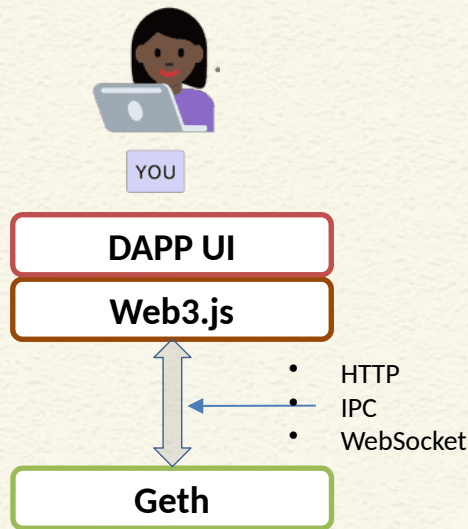 YOU
DAPP UI
Web3.js
• HTTP
• IPC
• WebSocket
Geth